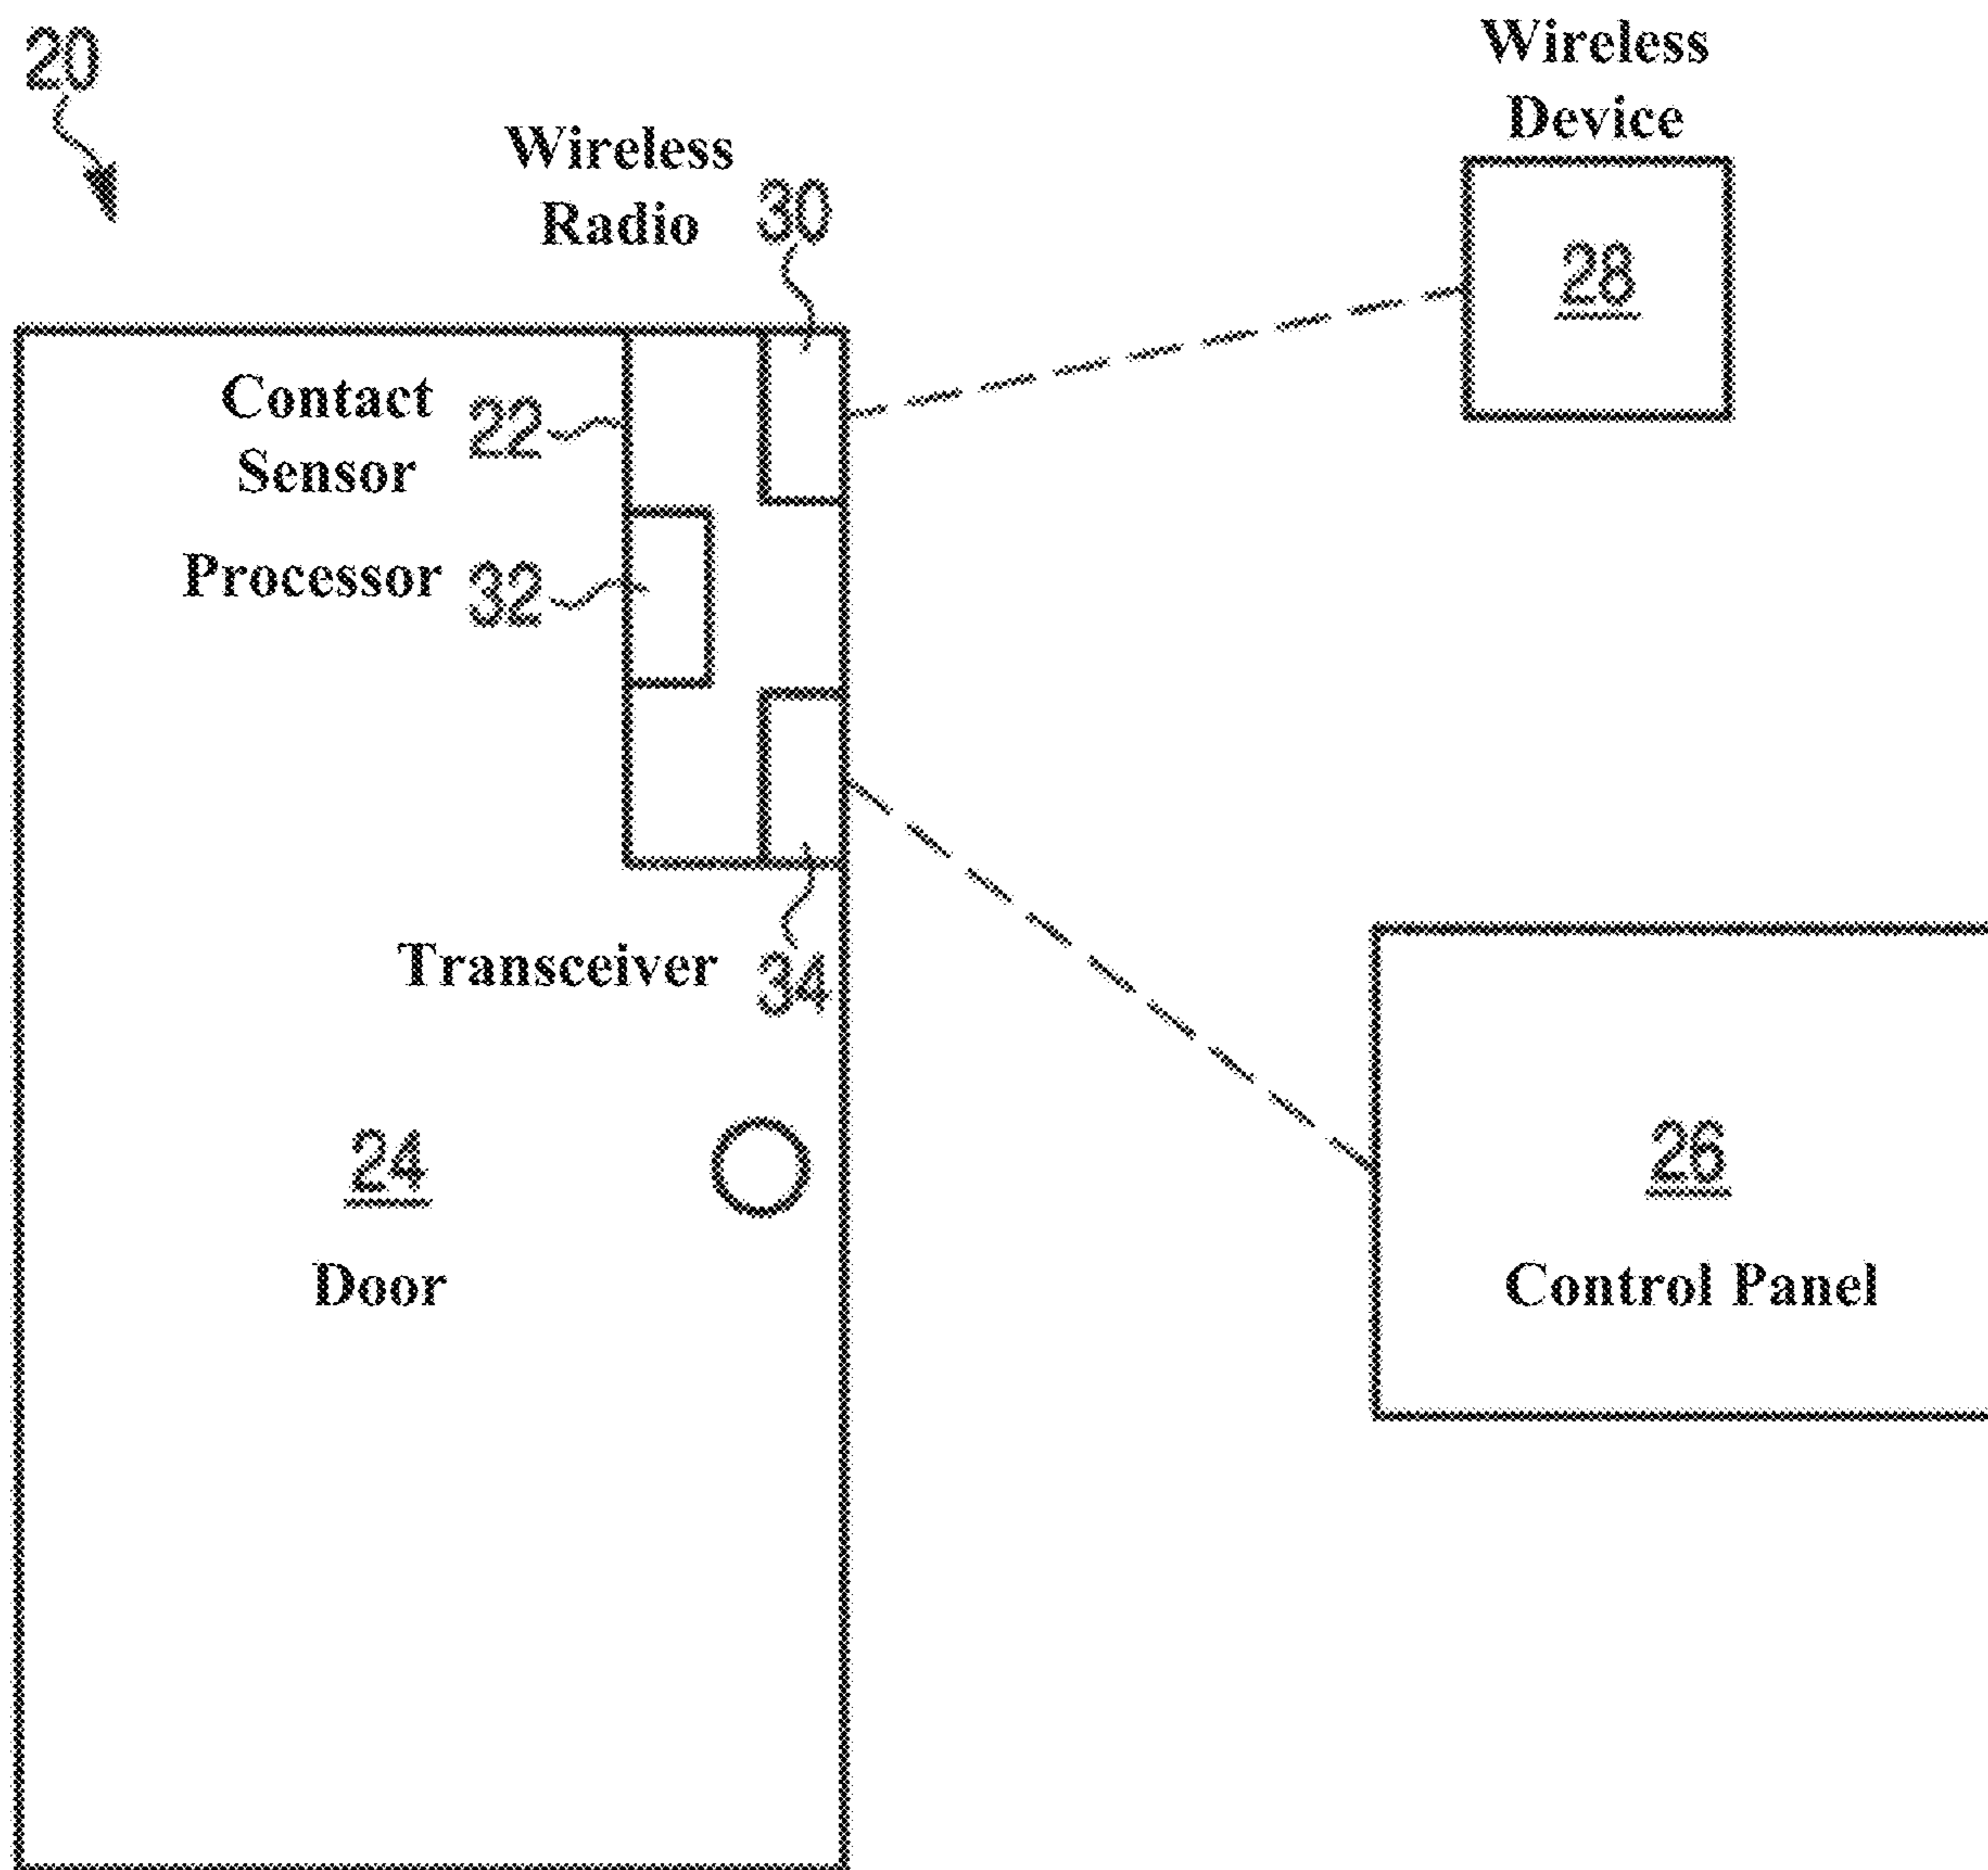 20
Wireless
Device
Wireless
Radio
30
28
Contact
Sensor
22
Processor
32
Transceiver
34
24
Door
26
Control Panel